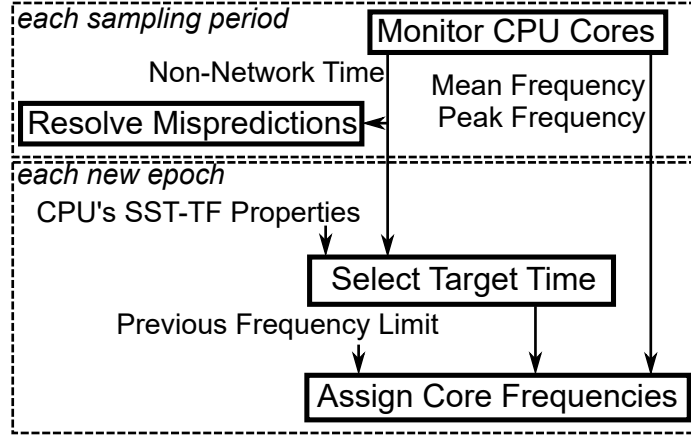 each sampling period
Monitor CPU Cores
Non-Network Time
Mean Frequency
Peak Frequency
Resolve Mispredictions
each new epoch
CPU's SST-TF Properties
Select Target Time
Previous Frequency Limit
Assign Core Frequencies